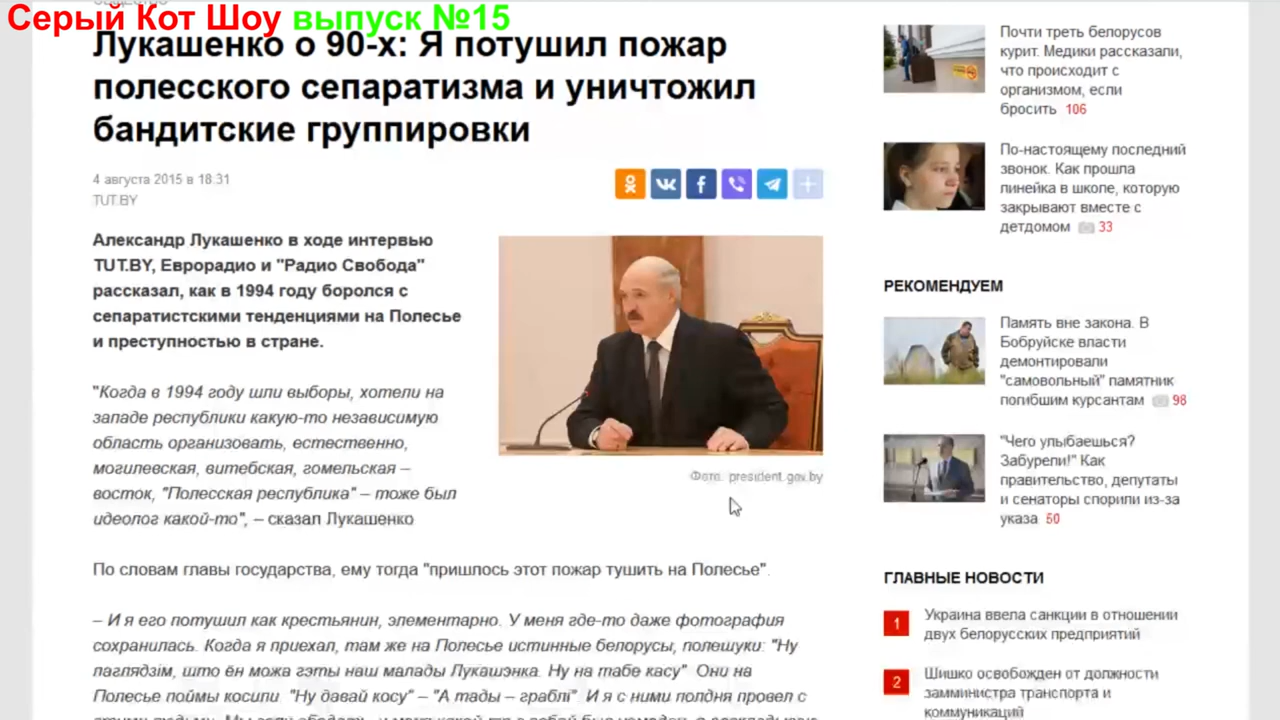 Серый Кот Шоу выпуск №15
Лукашенко о 90-х: Я потушил пожар
полесского сепаратизма и уничтожил
бандитские группировки
4 августа 2015 в 18:31
TUT.BY
Александр Лукашенко в ходе интервью
TUT.BY, Еврорадио и "Радио Свобода"
рассказал, как в 1994 году боролся с
сепаратистскими тенденциями на Полесье
и преступностью в стране.
"Когда в 1994 году шли выборы, хотели на
западе республики какую-то независимую
область организовать, естественно,
могилевская, витебская, гомельская –
восток, "Полесская республика" – тоже был
идеолог какой-то", – сказал Лукашенко
Фото: president.gov.by
По словам главы государства, ему тогда "пришлось этот пожар тушить на Полесье".
– И я его потушил как крестьянин, элементарно. У меня где-то даже фотография
сохранилась. Когда я приехал, там же на Полесье истинные белорусы, полешуки: "Ну
паглядзім, што ён можа гэты наш малады Лукашэнка. Ну на табе касу". Они на
Полесье поймы косили. "Ну давай косу" – "А тады – граблі". И я с ними полдня провел с
Почти треть белорусов
курит. Медики рассказали,
что происходит с
организмом, если
бросить 106
По-настоящему последний
звонок. Как прошла
линейка в школе, которую
закрывают вместе с
детдомом 33
РЕКОМЕНДУЕМ
Память вне закона. В
Бобруйске власти
демонтировали
"самовольный" памятник
погибшим курсантам 98
"Чего улыбаешься?
Забурели!" Как
правительство, депутаты
и сенаторы спорили из-за
указа 50
ГЛАВНЫЕ НОВОСТИ
1 Украина ввела санкции в отношении
двух белорусских предприятий
2 Шишко освобожден от должности
замминистра транспорта и
коммуникаций